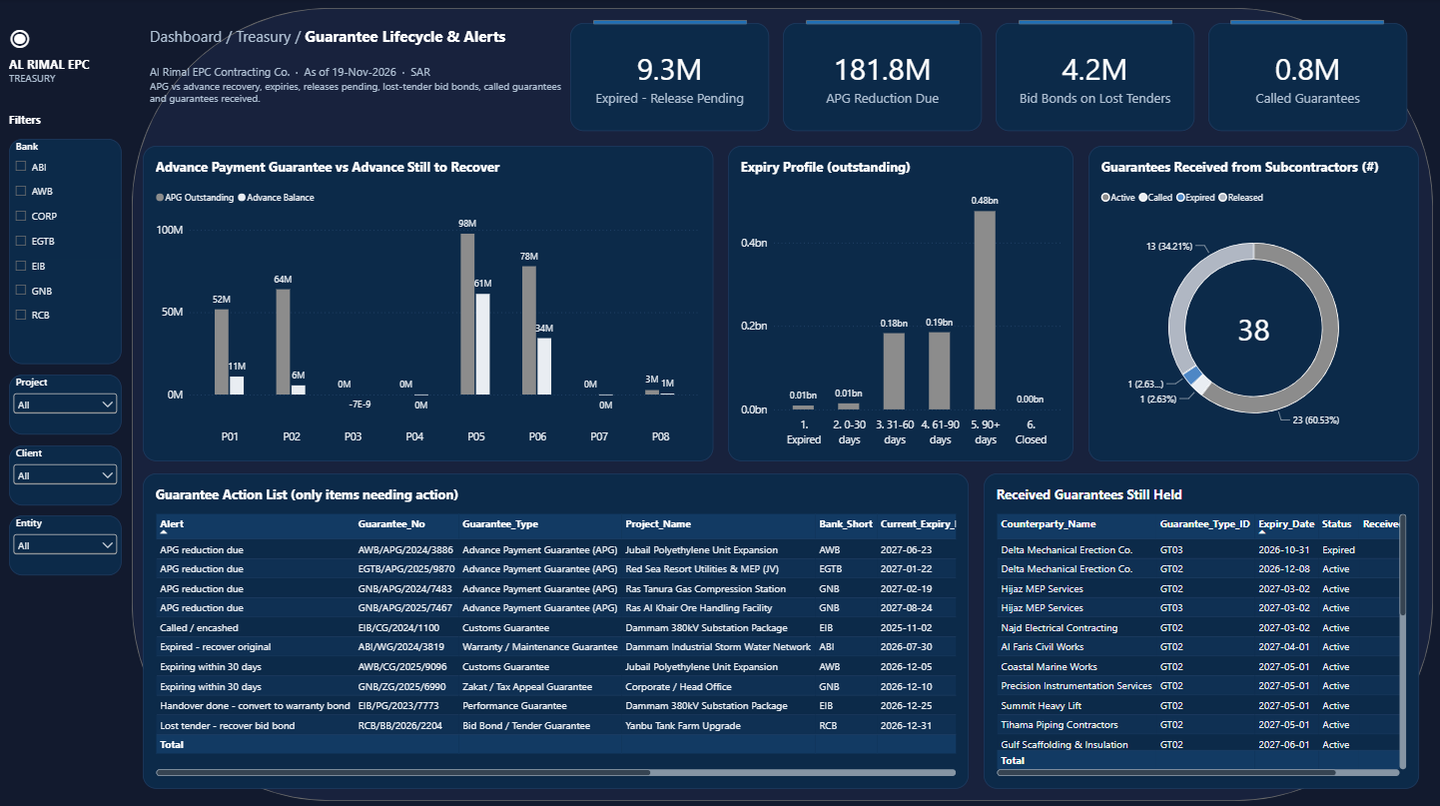 AL RIMAL EPC
TREASURY
Filters
Bank
ABI
AWB
CORP
EGTB
EIB
GNB
RCB
Project
All
Client
All
Entity
All
Dashboard / Treasury / Guarantee Lifecycle & Alerts
Al Rimal EPC Contracting Co. · As of 19-Nov-2026 · SAR
APG vs advance recovery, expiries, releases pending, lost-tender bid bonds, called guarantees
and guarantees received.
9.3M
Expired - Release Pending
181.8M
APG Reduction Due
4.2M
Bid Bonds on Lost Tenders
0.8M
Called Guarantees
Advance Payment Guarantee vs Advance Still to Recover
APG Outstanding Advance Balance
100M
50M
0M
52M 11M
64M 6M
0M -7E-9
0M 0M
98M 61M
78M 34M
0M 0M
3M 1M
P01 P02 P03 P04 P05 P06 P07 P08
Expiry Profile (outstanding)
0.4bn
0.2bn
0.0bn
0.01bn 0.01bn 0.18bn 0.19bn 0.48bn 0.00bn
1. Expired
2. 0-30 days
3. 31-60 days
4. 61-90 days
5. 90+ days
6. Closed
Guarantees Received from Subcontractors (#)
Active Called Expired Released
13 (34.21%)
1 (2.63...)
1 (2.63%)
23 (60.53%)
38
Guarantee Action List (only items needing action)
Alert Guarantee_No Guarantee_Type Project_Name Bank_Short Current_Expiry_
APG reduction due AWB/APG/2024/3886 Advance Payment Guarantee (APG) Jubail Polyethylene Unit Expansion AWB 2027-06-23
APG reduction due EGTB/APG/2025/9870 Advance Payment Guarantee (APG) Red Sea Resort Utilities & MEP (JV) EGTB 2027-01-22
APG reduction due GNB/APG/2024/7483 Advance Payment Guarantee (APG) Ras Tanura Gas Compression Station GNB 2027-02-19
APG reduction due GNB/APG/2025/7467 Advance Payment Guarantee (APG) Ras Al Khair Ore Handling Facility GNB 2027-08-24
Called / encashed EIB/CG/2024/1100 Customs Guarantee Dammam 380kV Substation Package EIB 2025-11-02
Expired - recover original ABI/WG/2024/3819 Warranty / Maintenance Guarantee Dammam Industrial Storm Water Network ABI 2026-07-30
Expiring within 30 days AWB/CG/2025/9096 Customs Guarantee Jubail Polyethylene Unit Expansion AWB 2026-12-05
Expiring within 30 days GNB/ZG/2025/6990 Zakat / Tax Appeal Guarantee Corporate / Head Office GNB 2026-12-10
Handover done - convert to warranty bond EIB/PG/2023/7773 Performance Guarantee Dammam 380kV Substation Package EIB 2026-12-25
Lost tender - recover bid bond RCB/BB/2026/2204 Bid Bond / Tender Guarantee Yanbu Tank Farm Upgrade RCB 2026-12-31
Total
Received Guarantees Still Held
Counterparty_Name Guarantee_Type_ID Expiry_Date Status Receive
Delta Mechanical Erection Co. GT03 2026-10-31 Expired
Delta Mechanical Erection Co. GT02 2026-12-08 Active
Hijaz MEP Services GT02 2027-03-02 Active
Hijaz MEP Services GT03 2027-03-02 Active
Najd Electrical Contracting GT02 2027-03-02 Active
Al Faris Civil Works GT02 2027-04-01 Active
Coastal Marine Works GT02 2027-05-01 Active
Precision Instrumentation Services GT02 2027-05-01 Active
Summit Heavy Lift GT02 2027-05-01 Active
Tihama Piping Contractors GT02 2027-05-01 Active
Gulf Scaffolding & Insulation GT02 2027-06-01 Active
Total